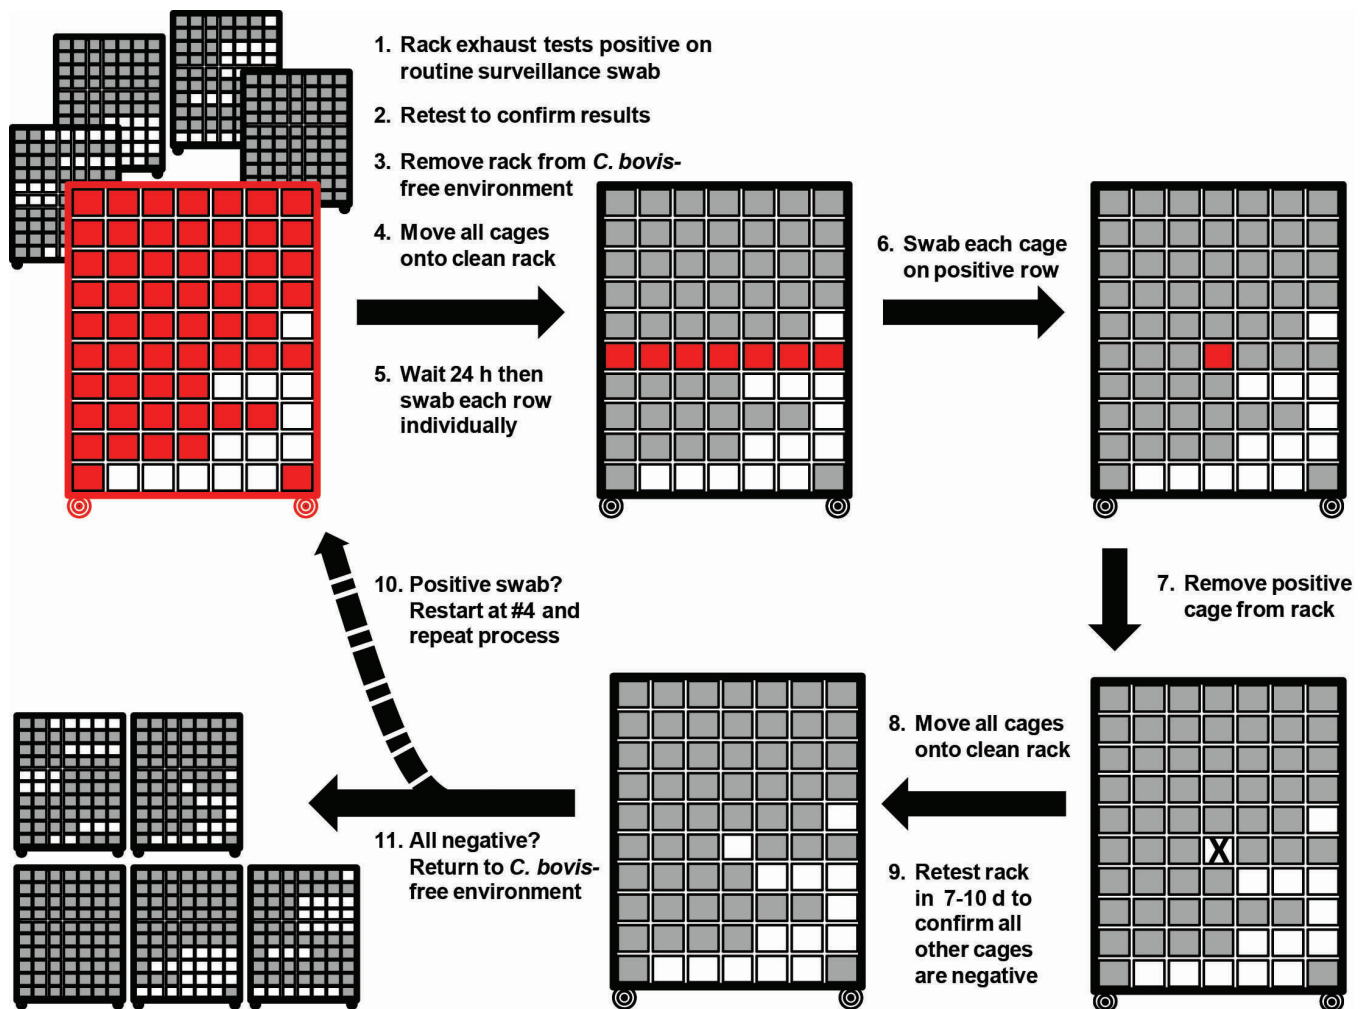 1. Rack exhaust tests positive on
routine surveillance swab
2. Retest to confirm results
3. Remove rack from C. bovis-
free environment
4. Move all cages
onto clean rack
5. Wait 24 h then
swab each row
individually
6. Swab each cage
on positive row
7. Remove positive
cage from rack
X
8. Move all cages
onto clean rack
9. Retest rack
in 7-10 d to
confirm all
other cages
are negative
10. Positive swab?
Restart at #4 and
repeat process
11. All negative?
Return to C. bovis-
free environment